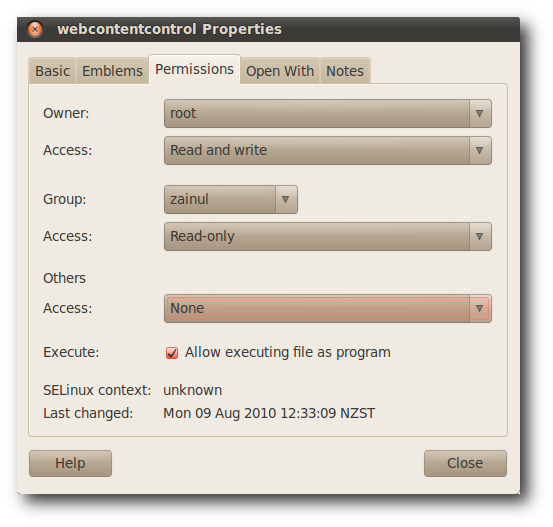 webcontentcontrol Properties
Basic Emblems Permissions Open With Notes
Owner: root
Access: Read and write
Group: zainul
Access: Read-only
Others
Access: None
Execute: Allow executing file as program
SELinux context: unknown
Last changed: Mon 09 Aug 2010 12:33:09 NZST
Help Close